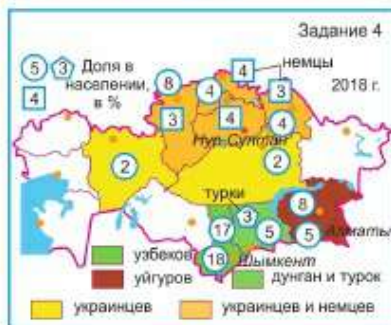 Задание 4
5 3 Доля в
населении,
4 в %
немцы
2018 г.
8
4
4
3
3
4
4
Нур-Султан
2
2
турки
8
3
17
5
5
Алматы
18
Шымкент
узбеков
уйгуров
дунган и турок
украинцев
украинцев и немцев